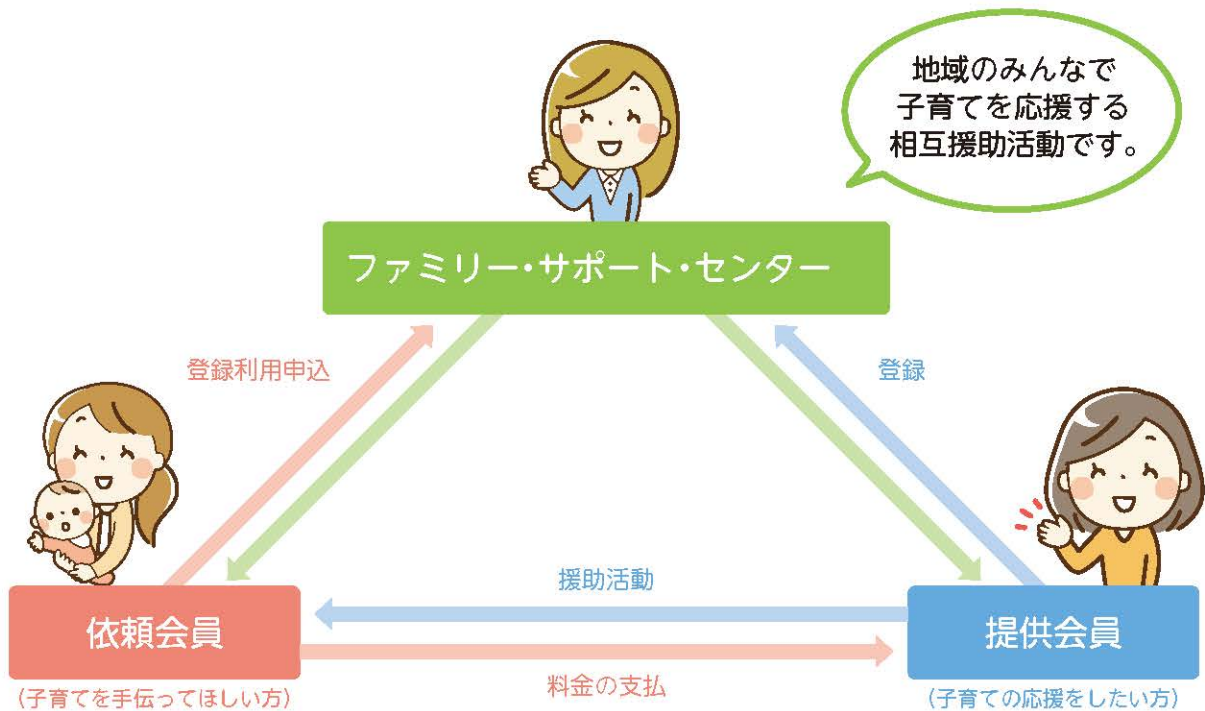 地域のみんなで
子育てを応援する
相互援助活動です。
ファミリー・サポート・センター
登録利用申込
登録
援助活動
依頼会員
提供会員
料金の支払
(子育てを手伝ってほしい方)
(子育ての応援をしたい方)